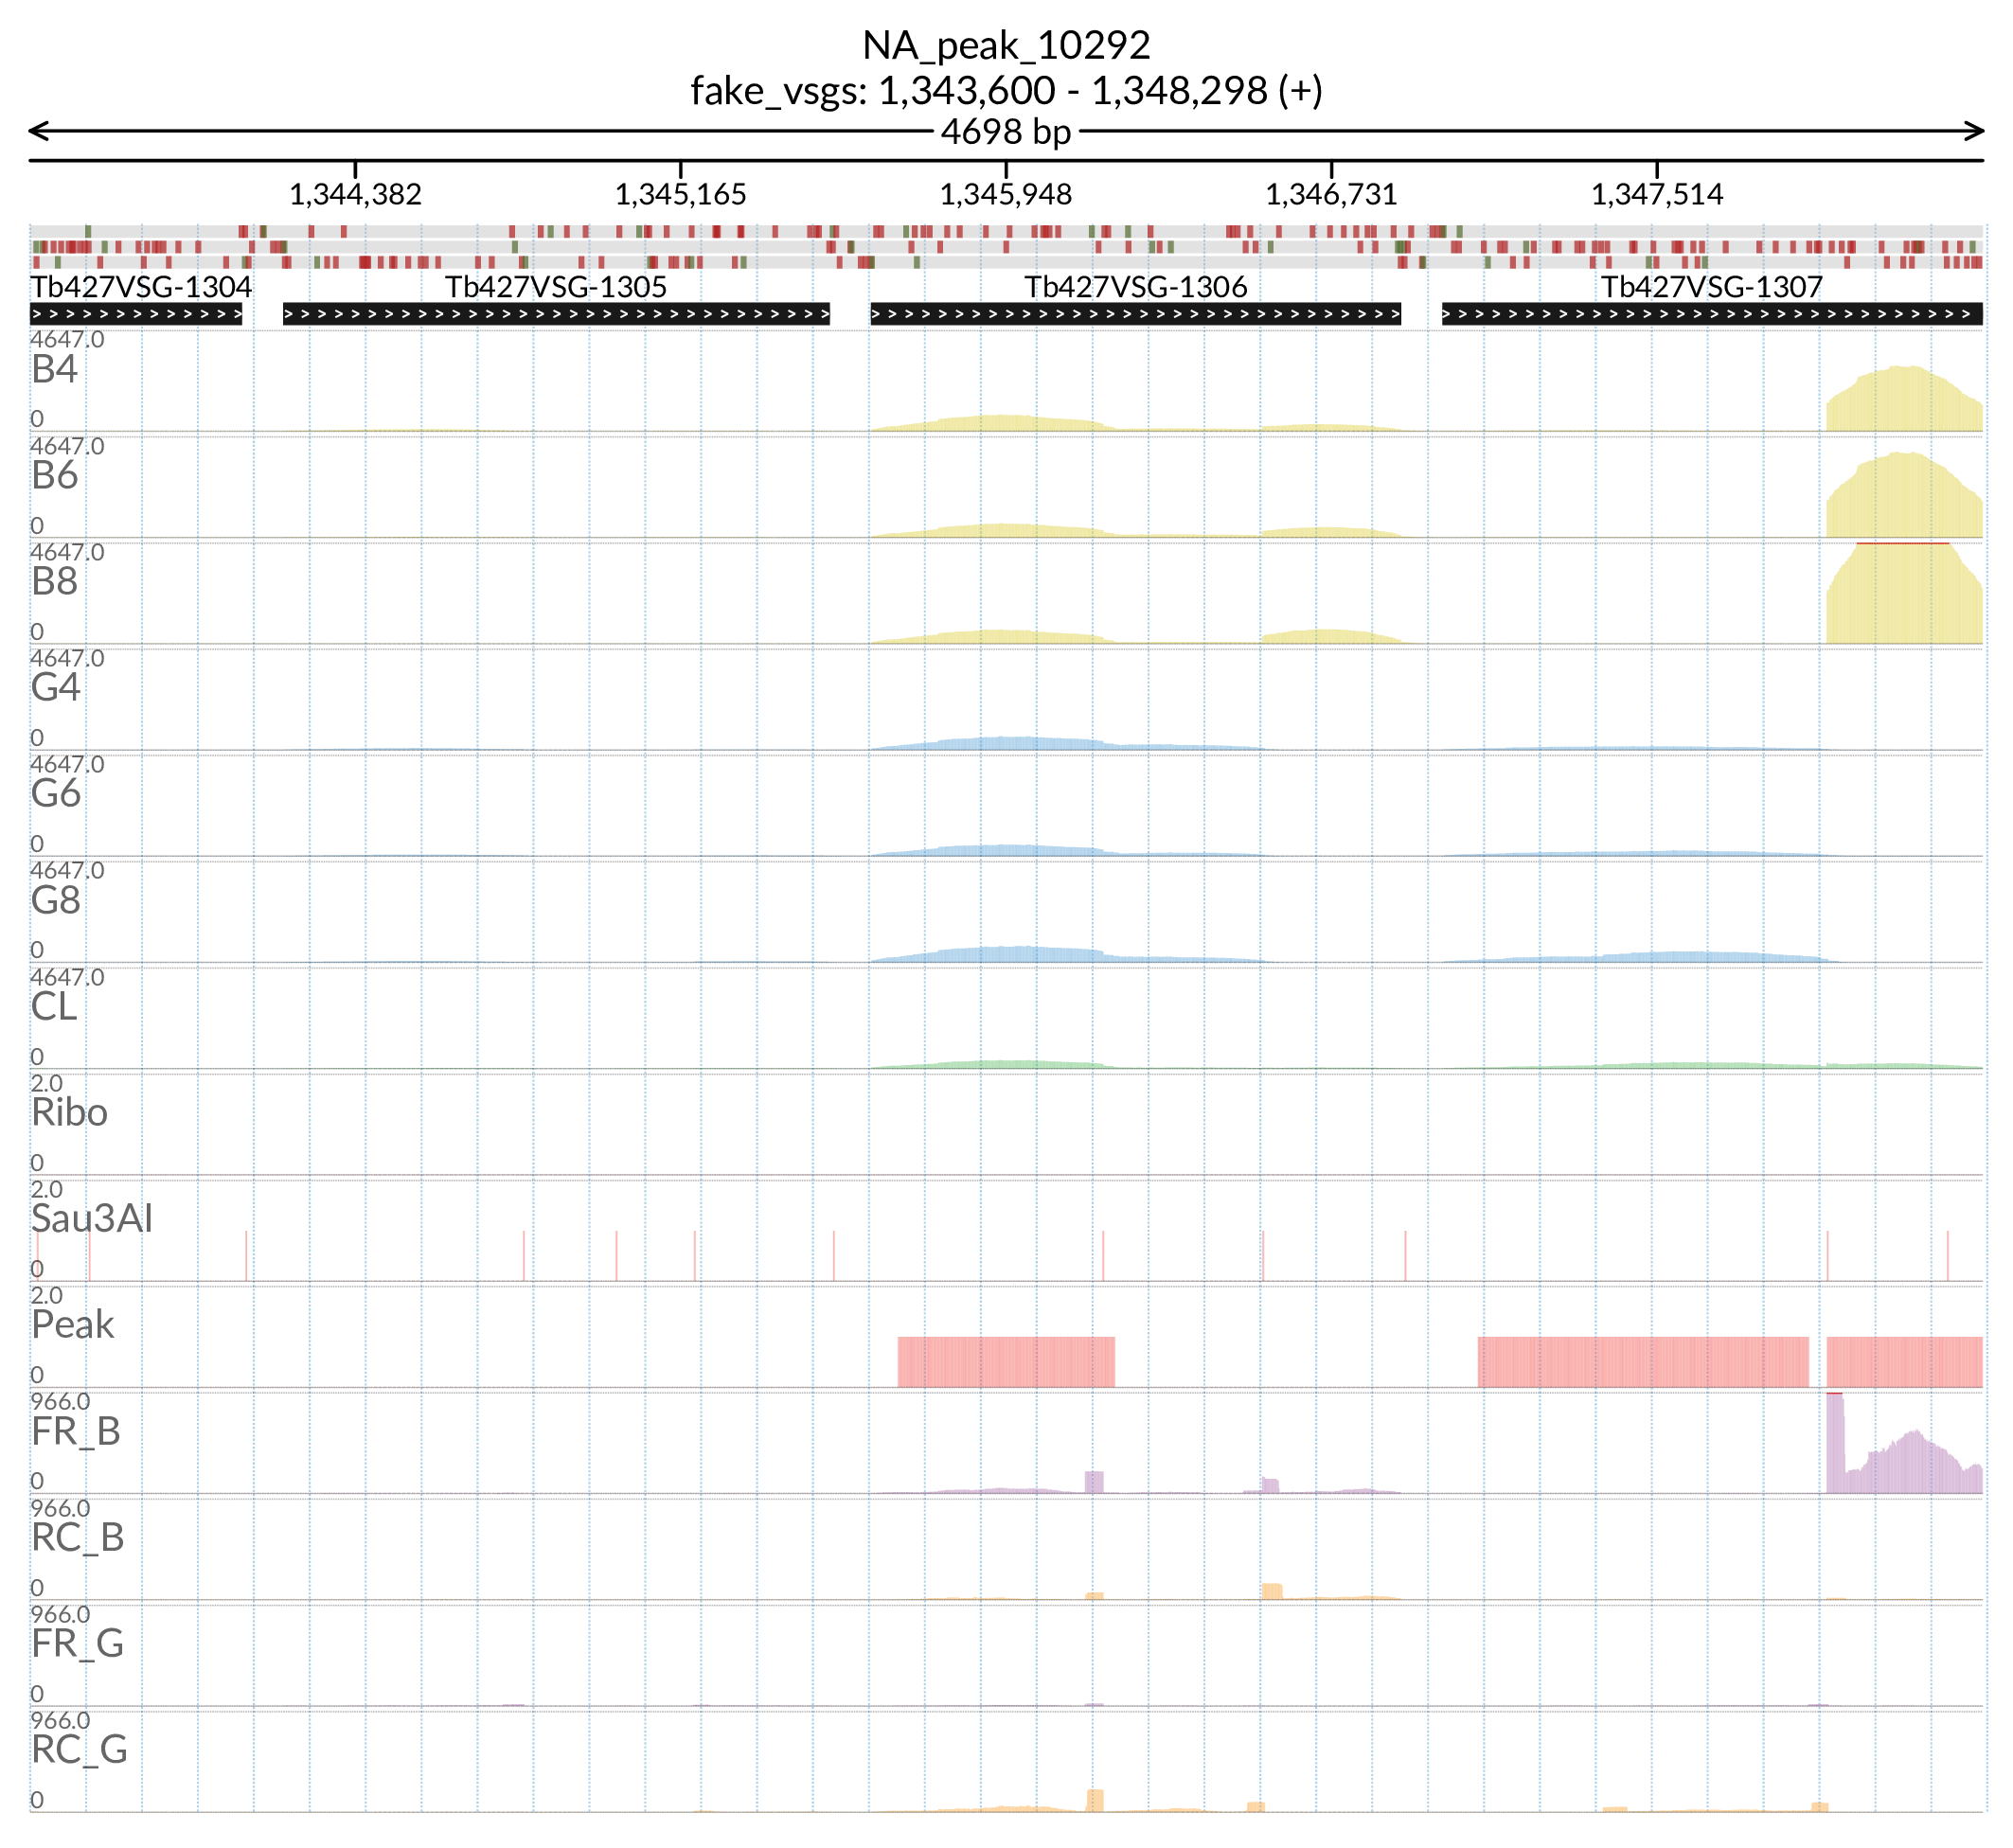 NA_peak_10292
fake_vsgs: 1,343,600 - 1,348,298 (+)
4698 bp
1,344,382 1,345,165 1,345,948 1,346,731 1,347,514
Tb427VSG-1304 Tb427VSG-1305 Tb427VSG-1306 Tb427VSG-1307
4647.0
B4
0
4647.0
B6
0
4647.0
B8
0
4647.0
G4
0
4647.0
G6
0
4647.0
G8
0
4647.0
CL
0
2.0
Ribo
0
2.0
Sau3AI
0
2.0
Peak
0
966.0
FR_B
0
966.0
RC_B
0
966.0
FR_G
0
966.0
RC_G
0